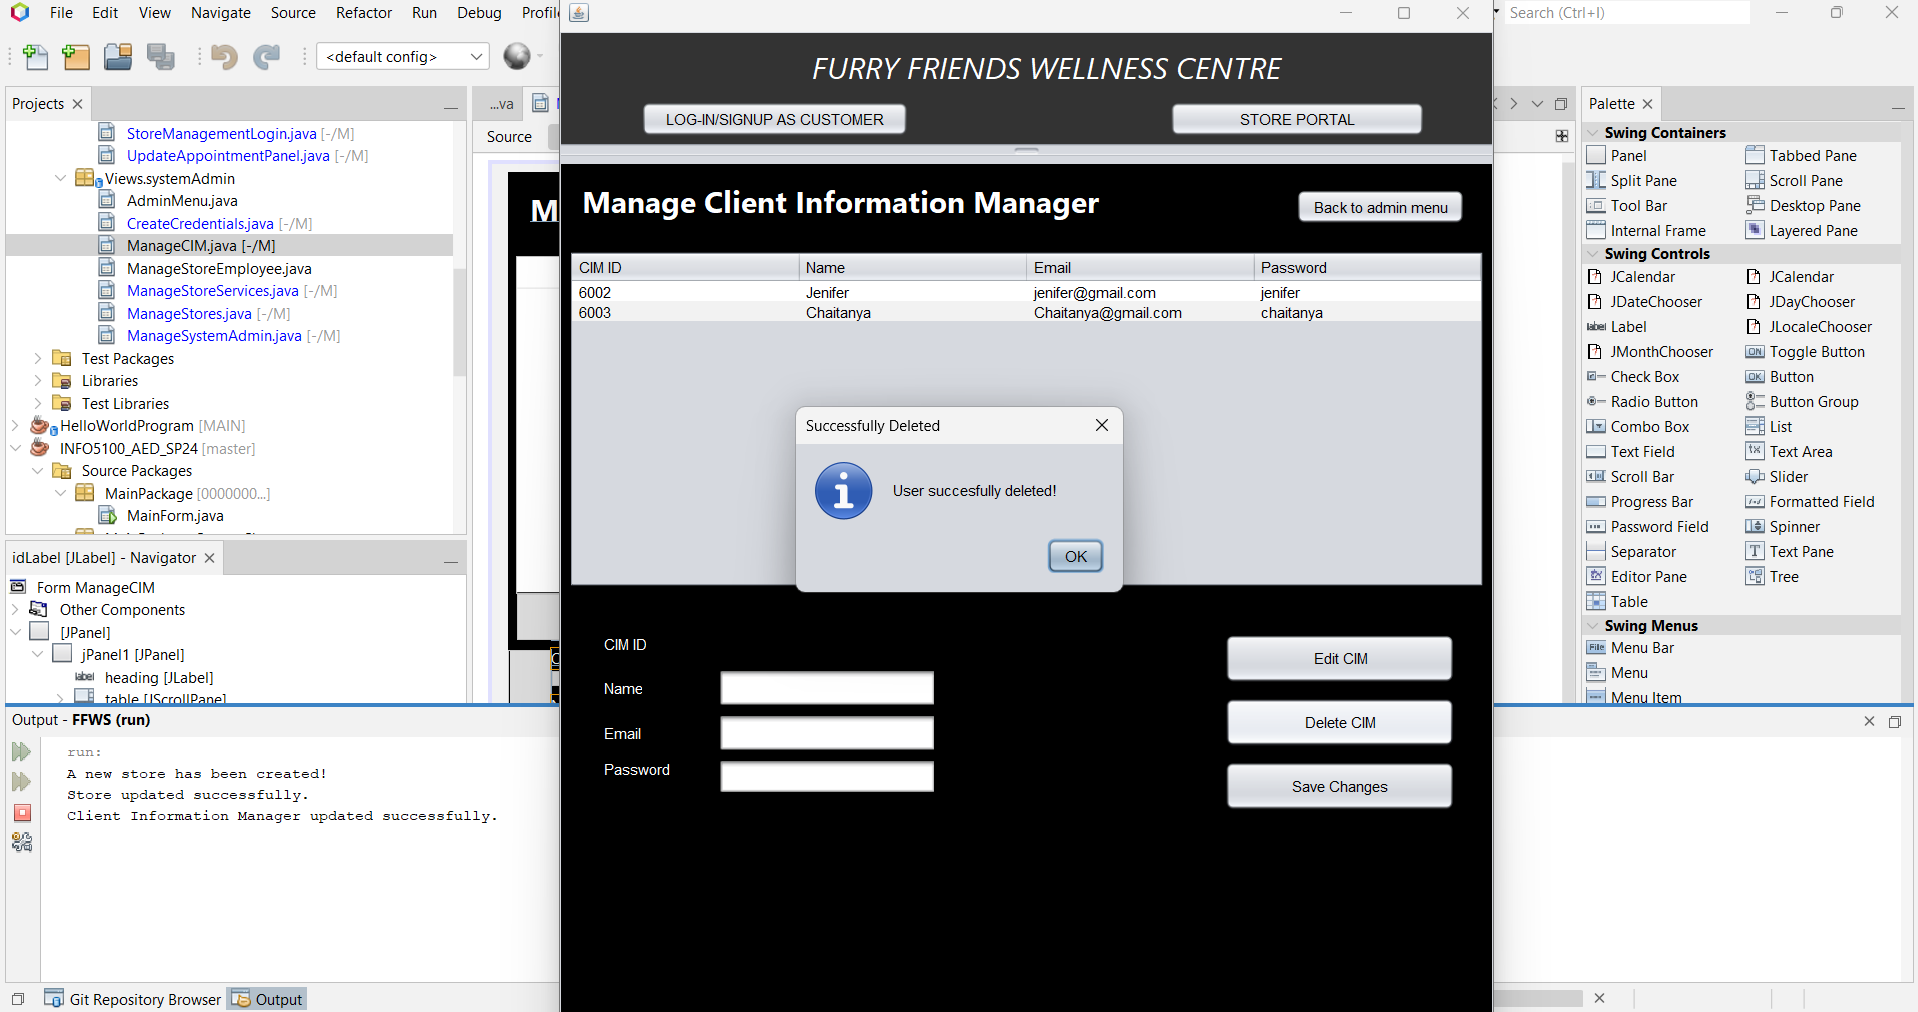 File Edit View Navigate Source Refactor Run Debug Profile
Search (Ctrl+I)
<default config>
Projects
StoreManagementLogin.java [-/M]
UpdateAppointmentPanel.java [-/M]
Views.systemAdmin
AdminMenu.java
CreateCredentials.java [-/M]
ManageCIM.java [-/M]
ManageStoreEmployee.java
ManageStoreServices.java [-/M]
ManageStores.java [-/M]
ManageSystemAdmin.java [-/M]
Test Packages
Libraries
Test Libraries
HelloWorldProgram [MAIN]
INFO5100_AED_SP24 [master]
Source Packages
MainPackage [0000000...]
MainForm.java
idLabel [JLabel] - Navigator
Form ManageCIM
Other Components
[JPanel]
jPanel1 [JPanel]
label heading [JLabel]
table [JScrollPane]
...va
Source
M
FURRY FRIENDS WELLNESS CENTRE
LOG-IN/SIGNUP AS CUSTOMER
STORE PORTAL
Manage Client Information Manager
Back to admin menu
CIM ID Name Email Password
6002 Jenifer jenifer@gmail.com jenifer
6003 Chaitanya Chaitanya@gmail.com chaitanya
Successfully Deleted
User succesfully deleted!
OK
CIM ID
Name
Email
Password
Edit CIM
Delete CIM
Save Changes
Palette
Swing Containers
Panel Tabbed Pane
Split Pane Scroll Pane
Tool Bar Desktop Pane
Internal Frame Layered Pane
Swing Controls
JCalendar JCalendar
JDateChooser JDayChooser
label Label JLocaleChooser
JMonthChooser ON Toggle Button
Check Box OK Button
Radio Button Button Group
Combo Box List
Text Field Text Area
Scroll Bar Slider
Progress Bar Formatted Field
Password Field Spinner
Separator T Text Pane
Editor Pane Tree
Table
Swing Menus
File Menu Bar
Menu
Menu Item
Output - FFWS (run)
run:
A new store has been created!
Store updated successfully.
Client Information Manager updated successfully.
Git Repository Browser
Output